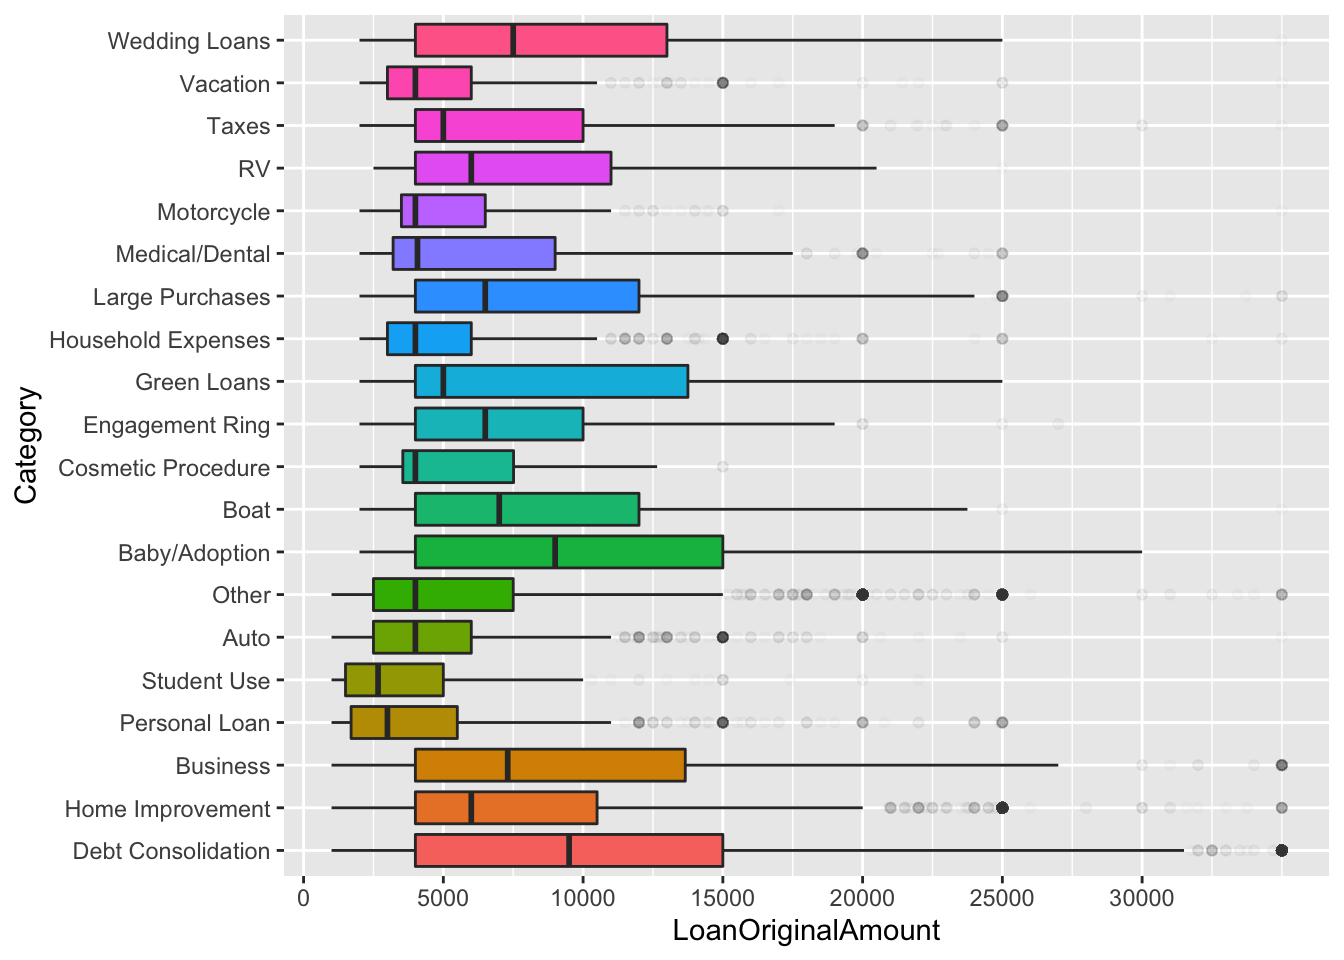 Wedding Loans
Vacation
Taxes
RV
Motorcycle
Medical/Dental
Large Purchases
Household Expenses
Green Loans
Engagement Ring
Cosmetic Procedure
Boat
Baby/Adoption
Other
Auto
Student Use
Personal Loan
Business
Home Improvement
Debt Consolidation
Category
0 5000 10000 15000 20000 25000 30000
LoanOriginalAmount